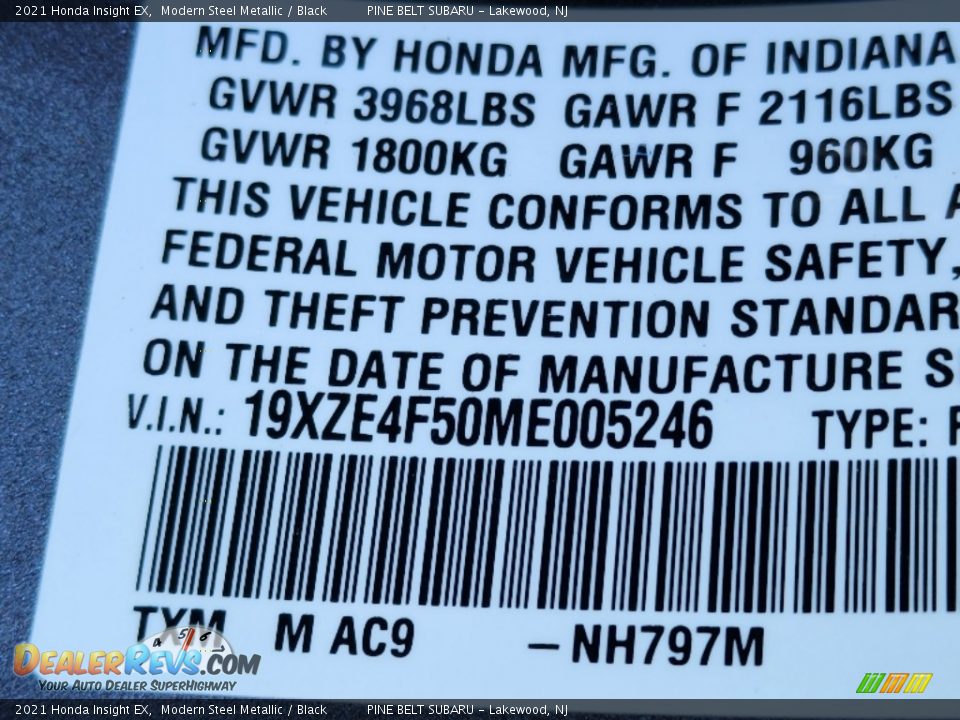 2021 Honda Insight EX, Modern Steel Metallic / Black PINE BELT SUBARU - Lakewood, NJ
MFD. BY HONDA MFG. OF INDIANA
GVWR 3968LBS GAWR F 2116LBS
GVWR 1800KG GAWR F 960KG
THIS VEHICLE CONFORMS TO ALL A
FEDERAL MOTOR VEHICLE SAFETY,
AND THEFT PREVENTION STANDAR
ON THE DATE OF MANUFACTURE S
V.I.N.: 19XZE4F50ME005246 TYPE: P
TXM M AC9 –NH797M
4 5 6
DEALERREVS.COM
YOUR AUTO DEALER SUPERHIGHWAY
2021 Honda Insight EX, Modern Steel Metallic / Black PINE BELT SUBARU - Lakewood, NJ